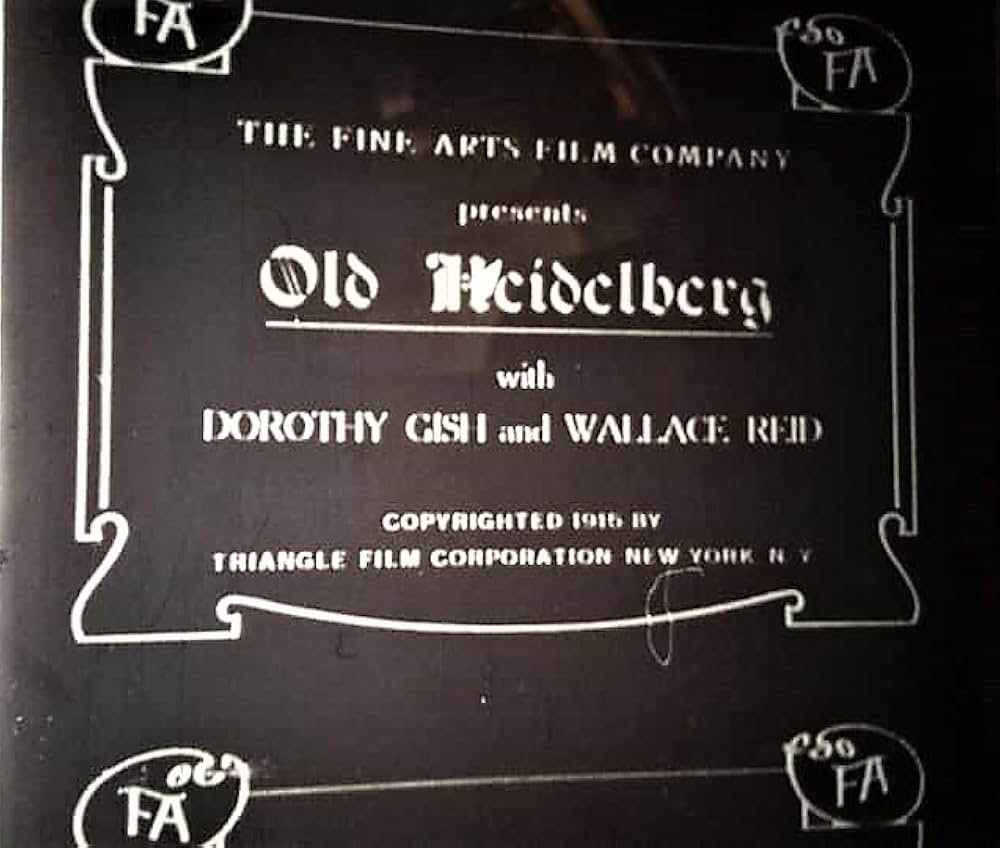 FA FA
THE FINE ARTS FILM COMPANY
presents
Old Heidelberg
with
DOROTHY GISH and WALLACE REID
COPYRIGHTED 1916 BY
TRIANGLE FILM CORPORATION NEW YORK N Y
FA FA